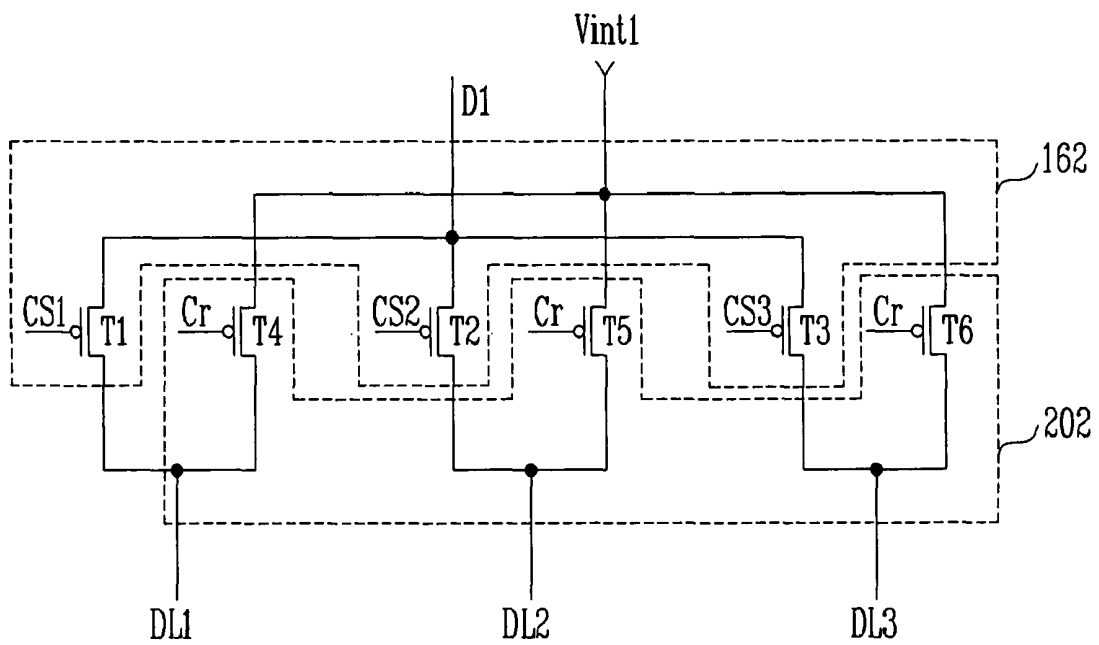 Vint1
D1
162
CS1 T1 Cr T4 CS2 T2 Cr T5 CS3 T3 Cr T6
202
DL1 DL2 DL3